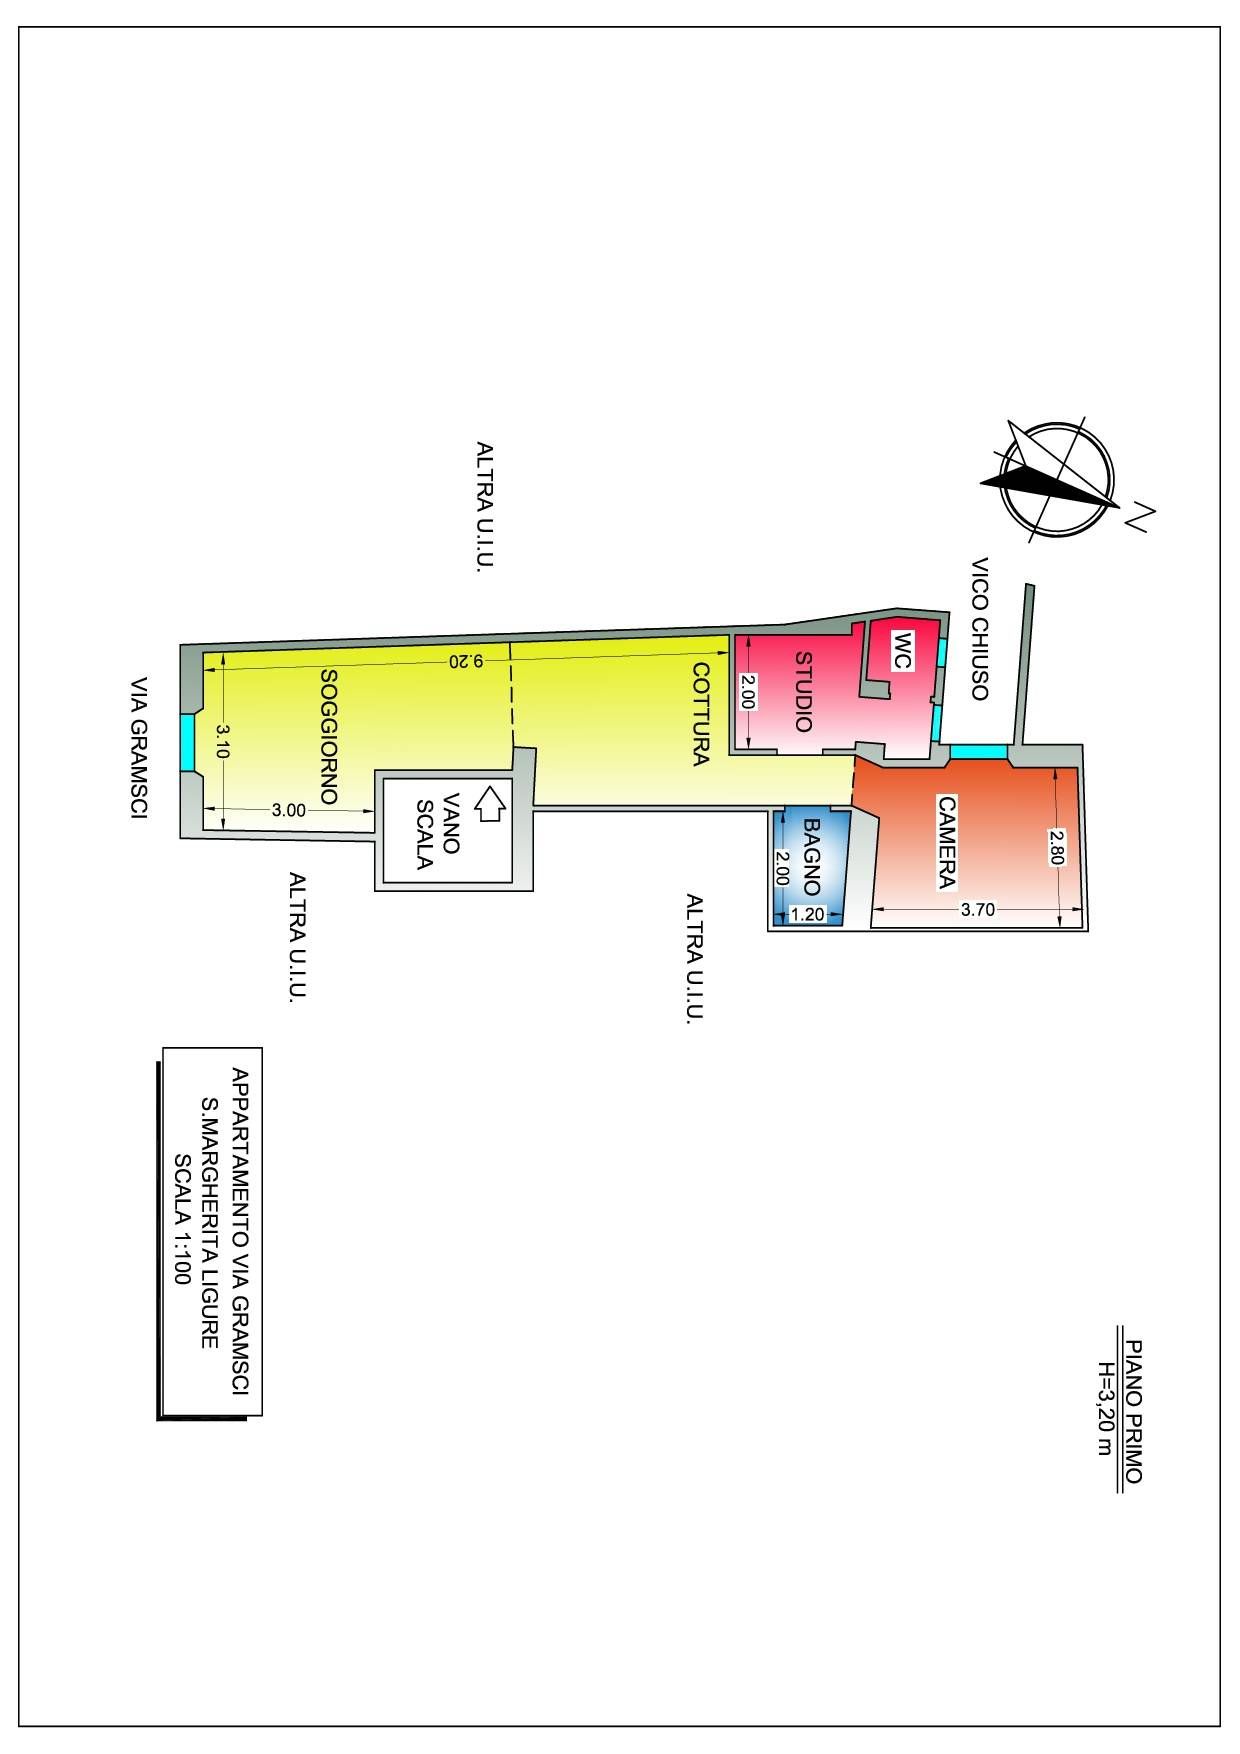 N
VICO CHIUSO
ALTRA U.I.U.
WC
STUDIO
2.00
COTTURA
9.20
SOGGIORNO
3.10
3.00
VIA GRAMSCI
CAMERA
2.80
3.70
BAGNO
2.00
1.20
VANO
SCALA
ALTRA U.I.U.
ALTRA U.I.U.
APPARTAMENTO VIA GRAMSCI
S.MARGHERITA LIGURE
SCALA 1:100
PIANO PRIMO
H=3,20 m